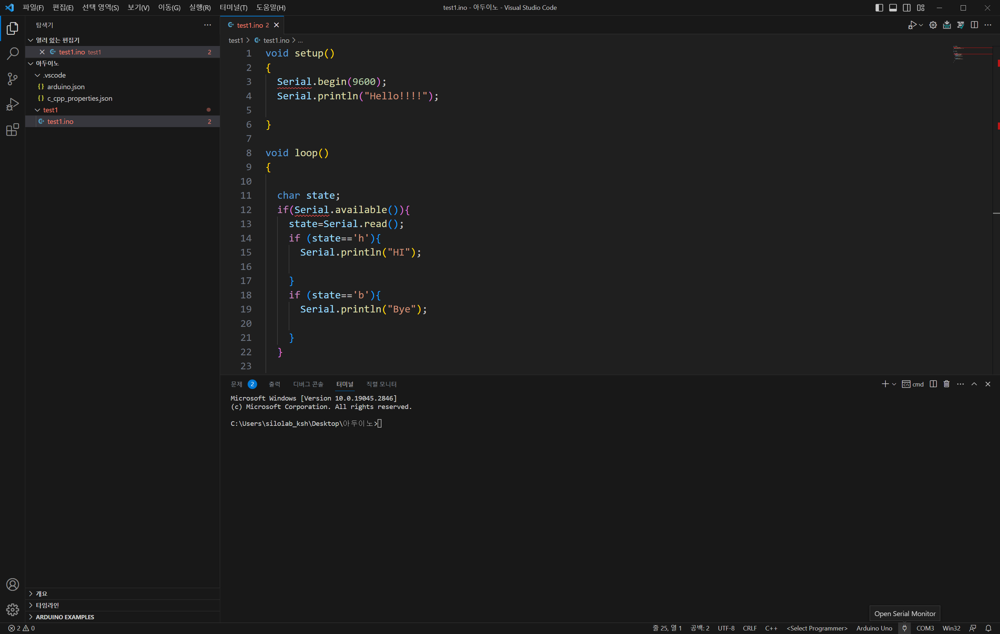 파일(F) 편집(E) 선택 영역(S) 보기(V) 이동(G) 실행(R) 터미널(T) 도움말(H)
test1.ino - 아두이노 - Visual Studio Code
탐색기
열려 있는 편집기
test1.ino test1 2
아두이노
.vscode
{} arduino.json
{} c_cpp_properties.json
test1
test1.ino 2
개요
타임라인
ARDUINO EXAMPLES
test1.ino 2
test1 > test1.ino > ...
1 void setup()
2 {
3 Serial.begin(9600);
4 Serial.println("Hello!!!!");
5
6 }
7
8 void loop()
9 {
10
11 char state;
12 if(Serial.available()){
13 state=Serial.read();
14 if (state=='h'){
15 Serial.println("HI");
16
17 }
18 if (state=='b'){
19 Serial.println("Bye");
20
21 }
22 }
23
문제 2 출력 디버그 콘솔 터미널 직렬 모니터
cmd
Microsoft Windows [Version 10.0.19045.2846]
(c) Microsoft Corporation. All rights reserved.
C:\Users\silolab_ksh\Desktop\아두이노>
Open Serial Monitor
2 0
줄 25, 열 1 공백: 2 UTF-8 CRLF C++ <Select Programmer> Arduino Uno COM3 Win32